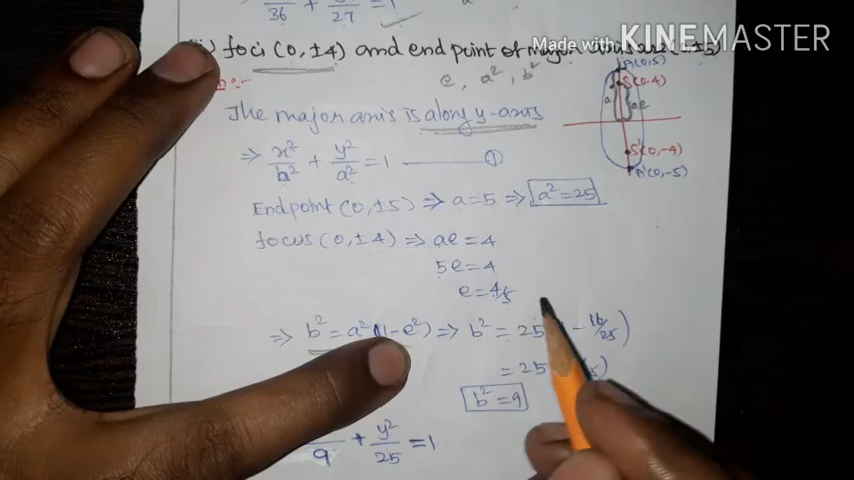 36 + 27 = 1
Made with KINEMASTER
foci (0, ±4) and end point of major axis are (, ±5)
e, a², b²
The major axis is along y-axis
⇒ x²/b² + y²/a² = 1 ——— ①
Endpoint (0, ±5) ⇒ a = 5 ⇒ a² = 25
focus (0, ±4) ⇒ ae = 4
5e = 4
e = 4/5
⇒ b² = a² (1-e²) ⇒ b² = 25 - 16/25)
= 25
b² = 9
9 + y²/25 = 1
A(0,5)
S(0,4)
a
ae
S'(0,-4)
A'(0,-5)